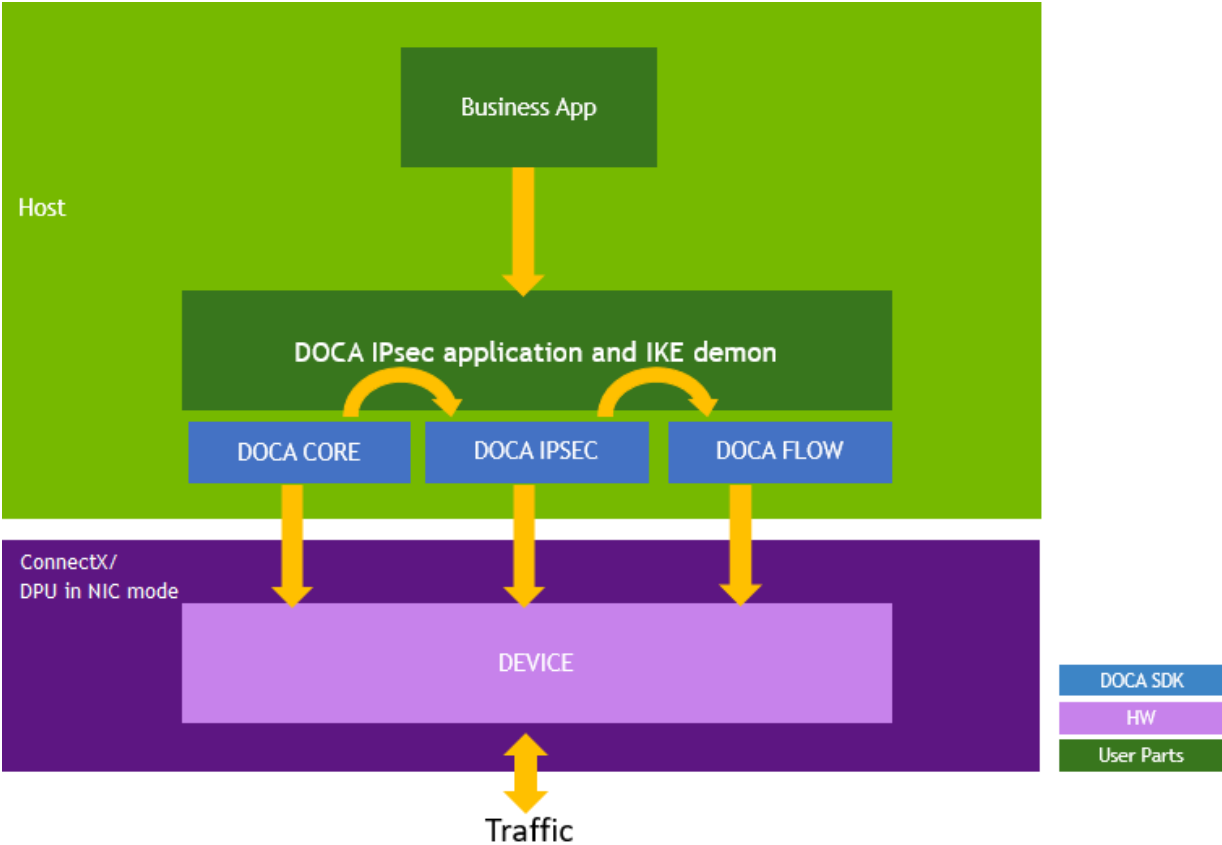 Business App
Host
DOCA IPsec application and IKE demon
DOCA CORE
DOCA IPSEC
DOCA FLOW
ConnectX/
DPU in NIC mode
DEVICE
DOCA SDK
HW
User Parts
Traffic